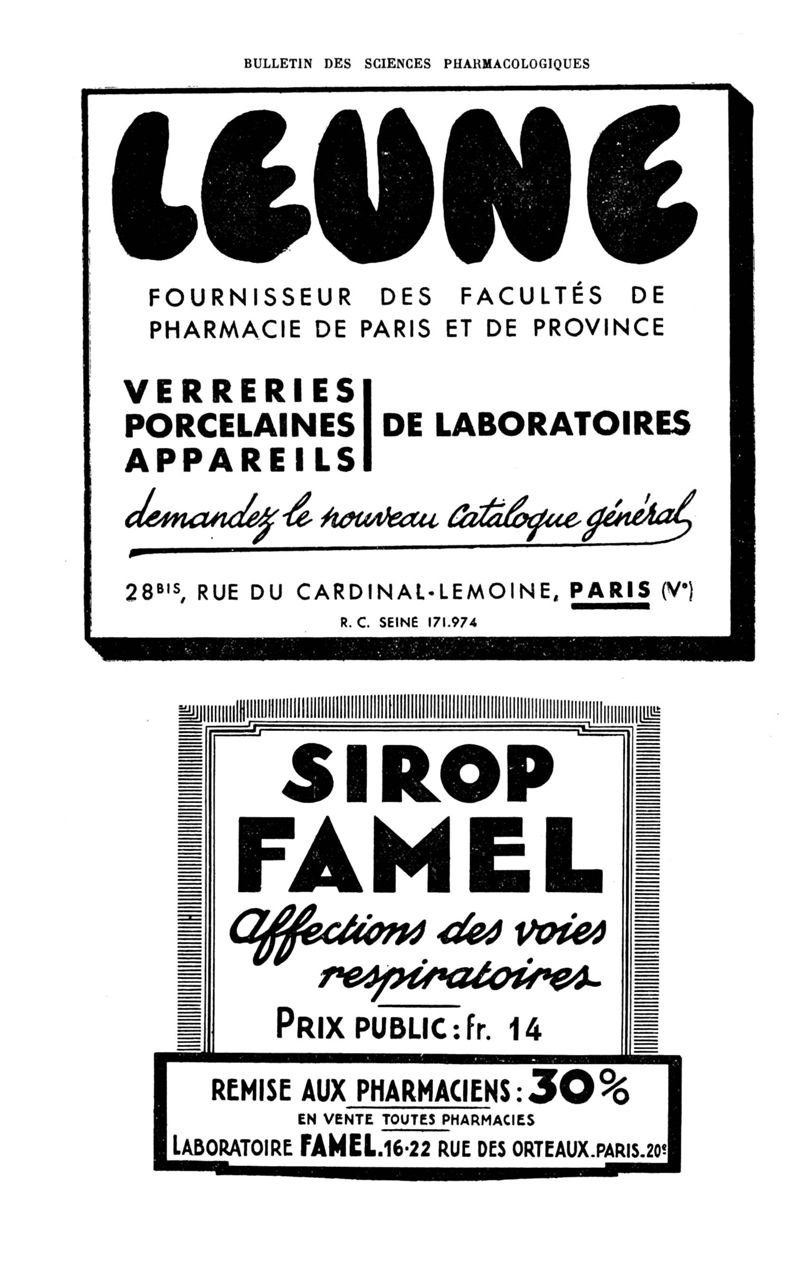 BULLETIN DES SCIENCES PHARMACOLOGIQUES
LEUNE
FOURNISSEUR DES FACULTÉS DE
PHARMACIE DE PARIS ET DE PROVINCE
VERRERIES
PORCELAINES DE LABORATOIRES
APPAREILS
demandez le nouveau Catalogue général
28BIS, RUE DU CARDINAL-LEMOINE, PARIS (Ve)
R. C. SEINE 171.974
SIROP
FAMEL
Affections des voies
respiratoires
PRIX PUBLIC : fr. 14
REMISE AUX PHARMACIENS : 30%
EN VENTE TOUTES PHARMACIES
LABORATOIRE FAMEL. 16-22 RUE DES ORTEAUX. PARIS. 20e